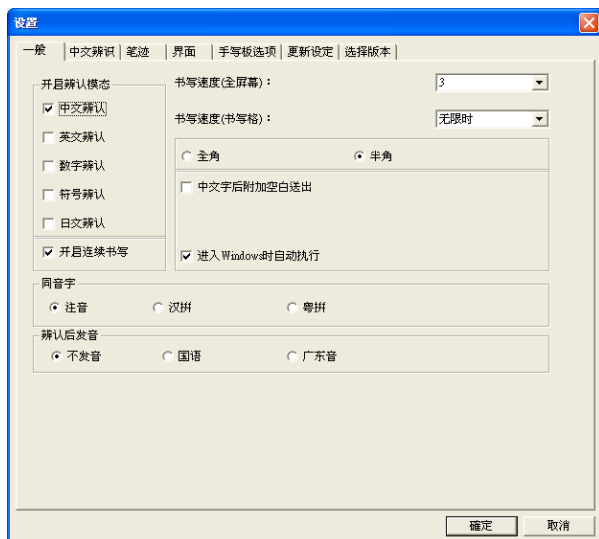 设置
一般 中文辨识 笔迹 界面 手写板选项 更新设定 选择版本
开启辨认模态
中文辨认
英文辨认
数字辨认
符号辨认
日文辨认
开启连续书写
书写速度(全屏幕)： 3
书写速度(书写格)： 无限时
全角 半角
中文字后附加空白送出
进入Windows时自动执行
同音字
注音 汉拼 粤拼
辨认后发音
不发音 国语 广东音
確定 取消